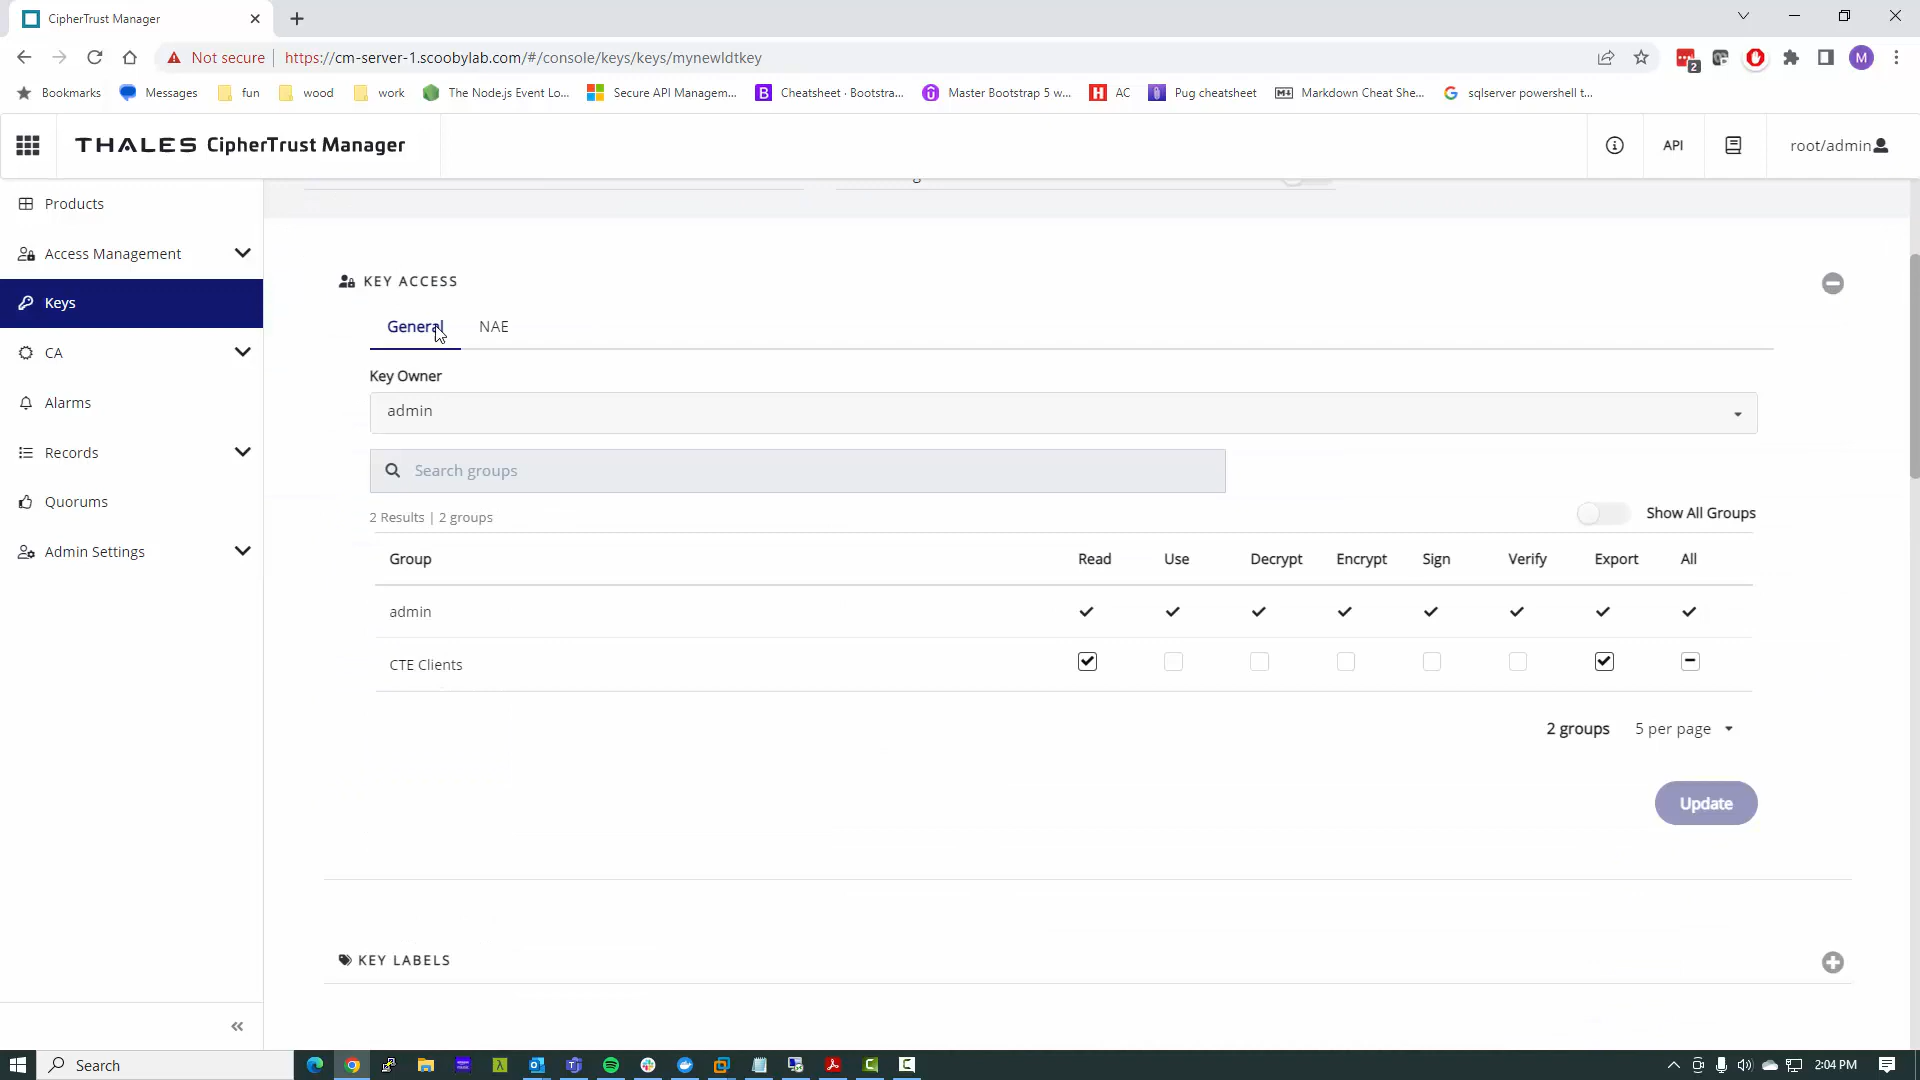 CipherTrust Manager
Not secure https://cm-server-1.scoobylab.com/#/console/keys/keys/mynewldtkey
2
M
Bookmarks Messages fun wood work The Node.js Event Lo... Secure API Managem... B Cheatsheet · Bootstra... Master Bootstrap 5 w... H AC Pug cheatsheet M Markdown Cheat She... G sqlserver powershell t...
THALES CipherTrust Manager
API
root/admin
Products
Access Management
Keys
CA
Alarms
Records
Quorums
Admin Settings
KEY ACCESS
General NAE
Key Owner
admin
Search groups
2 Results | 2 groups
Show All Groups
Group Read Use Decrypt Encrypt Sign Verify Export All
admin
CTE Clients
2 groups 5 per page
Update
KEY LABELS
Search
2:04 PM